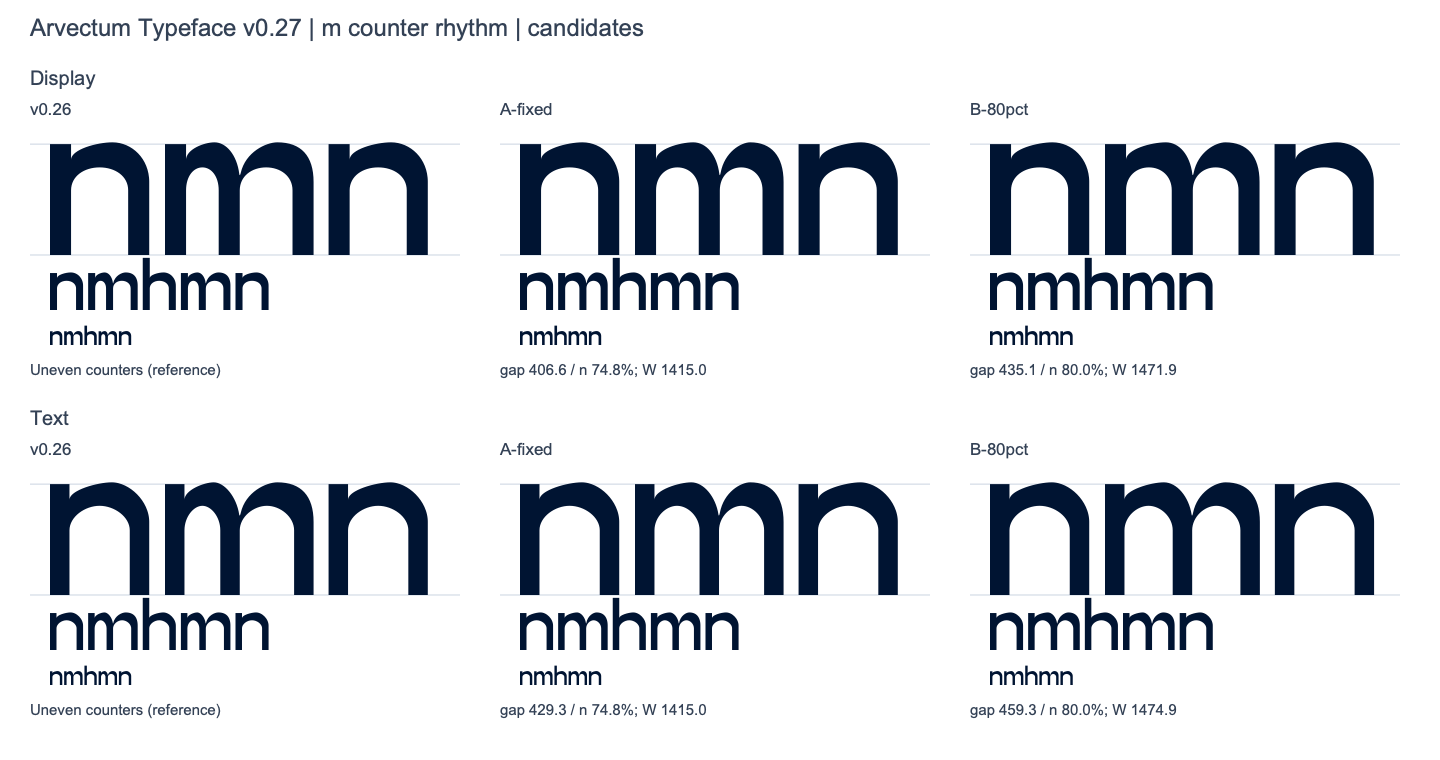 Arvectum Typeface v0.27 | m counter rhythm | candidates
Display
v0.26
A-fixed
B-80pct
nmn
nmn
nmn
nmhmn
nmhmn
nmhmn
nmhmn
nmhmn
nmhmn
Uneven counters (reference)
gap 406.6 / n 74.8%; W 1415.0
gap 435.1 / n 80.0%; W 1471.9
Text
v0.26
A-fixed
B-80pct
nmn
nmn
nmn
nmhmn
nmhmn
nmhmn
nmhmn
nmhmn
nmhmn
Uneven counters (reference)
gap 429.3 / n 74.8%; W 1415.0
gap 459.3 / n 80.0%; W 1474.9